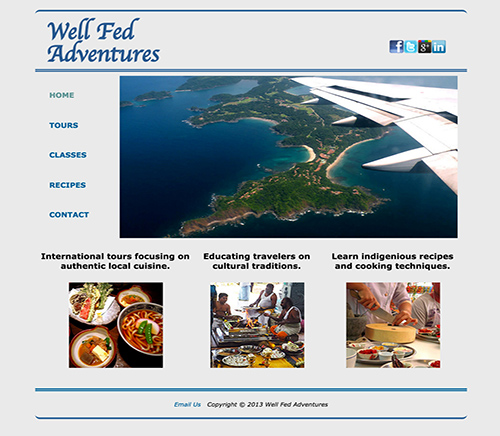 Well Fed
Adventures
HOME
TOURS
CLASSES
RECIPES
CONTACT
International tours focusing on
authentic local cuisine.
Educating travelers on
cultural traditions.
Learn indigenious recipes
and cooking techniques.
Email Us Copyright © 2013 Well Fed Adventures